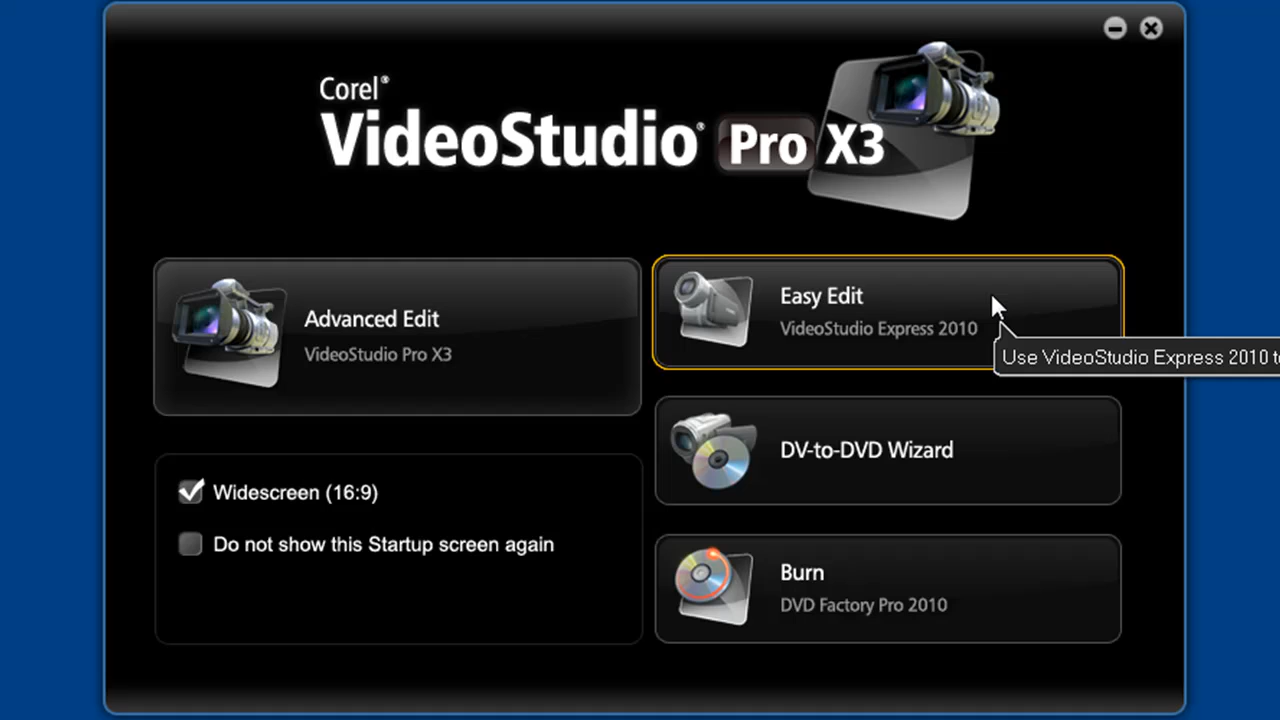 Corel®
VideoStudio® Pro X3
Advanced Edit
VideoStudio Pro X3
Easy Edit
VideoStudio Express 2010
Use VideoStudio Express 2010 t
DV-to-DVD Wizard
Widescreen (16:9)
Do not show this Startup screen again
Burn
DVD Factory Pro 2010